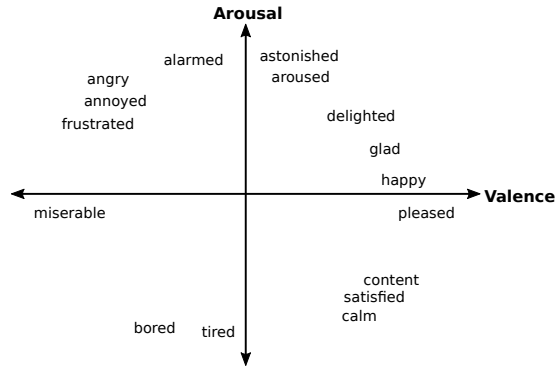 Arousal
alarmed
astonished
aroused
angry
annoyed
frustrated
delighted
glad
happy
Valence
miserable
pleased
content
satisfied
calm
bored
tired